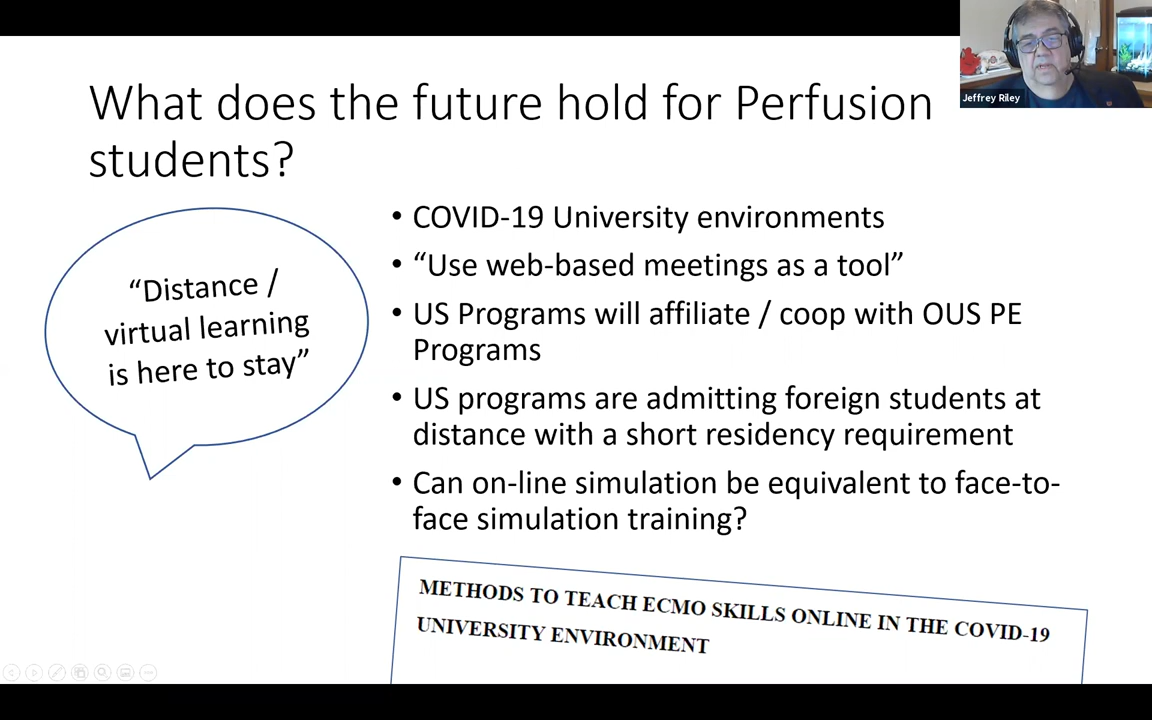 Jeffrey Riley
What does the future hold for Perfusion
students?
“Distance /
virtual learning
is here to stay”
• COVID-19 University environments
• “Use web-based meetings as a tool”
• US Programs will affiliate / coop with OUS PE
Programs
• US programs are admitting foreign students at
distance with a short residency requirement
• Can on-line simulation be equivalent to face-to-
face simulation training?
METHODS TO TEACH ECMO SKILLS ONLINE IN THE COVID-19
UNIVERSITY ENVIRONMENT